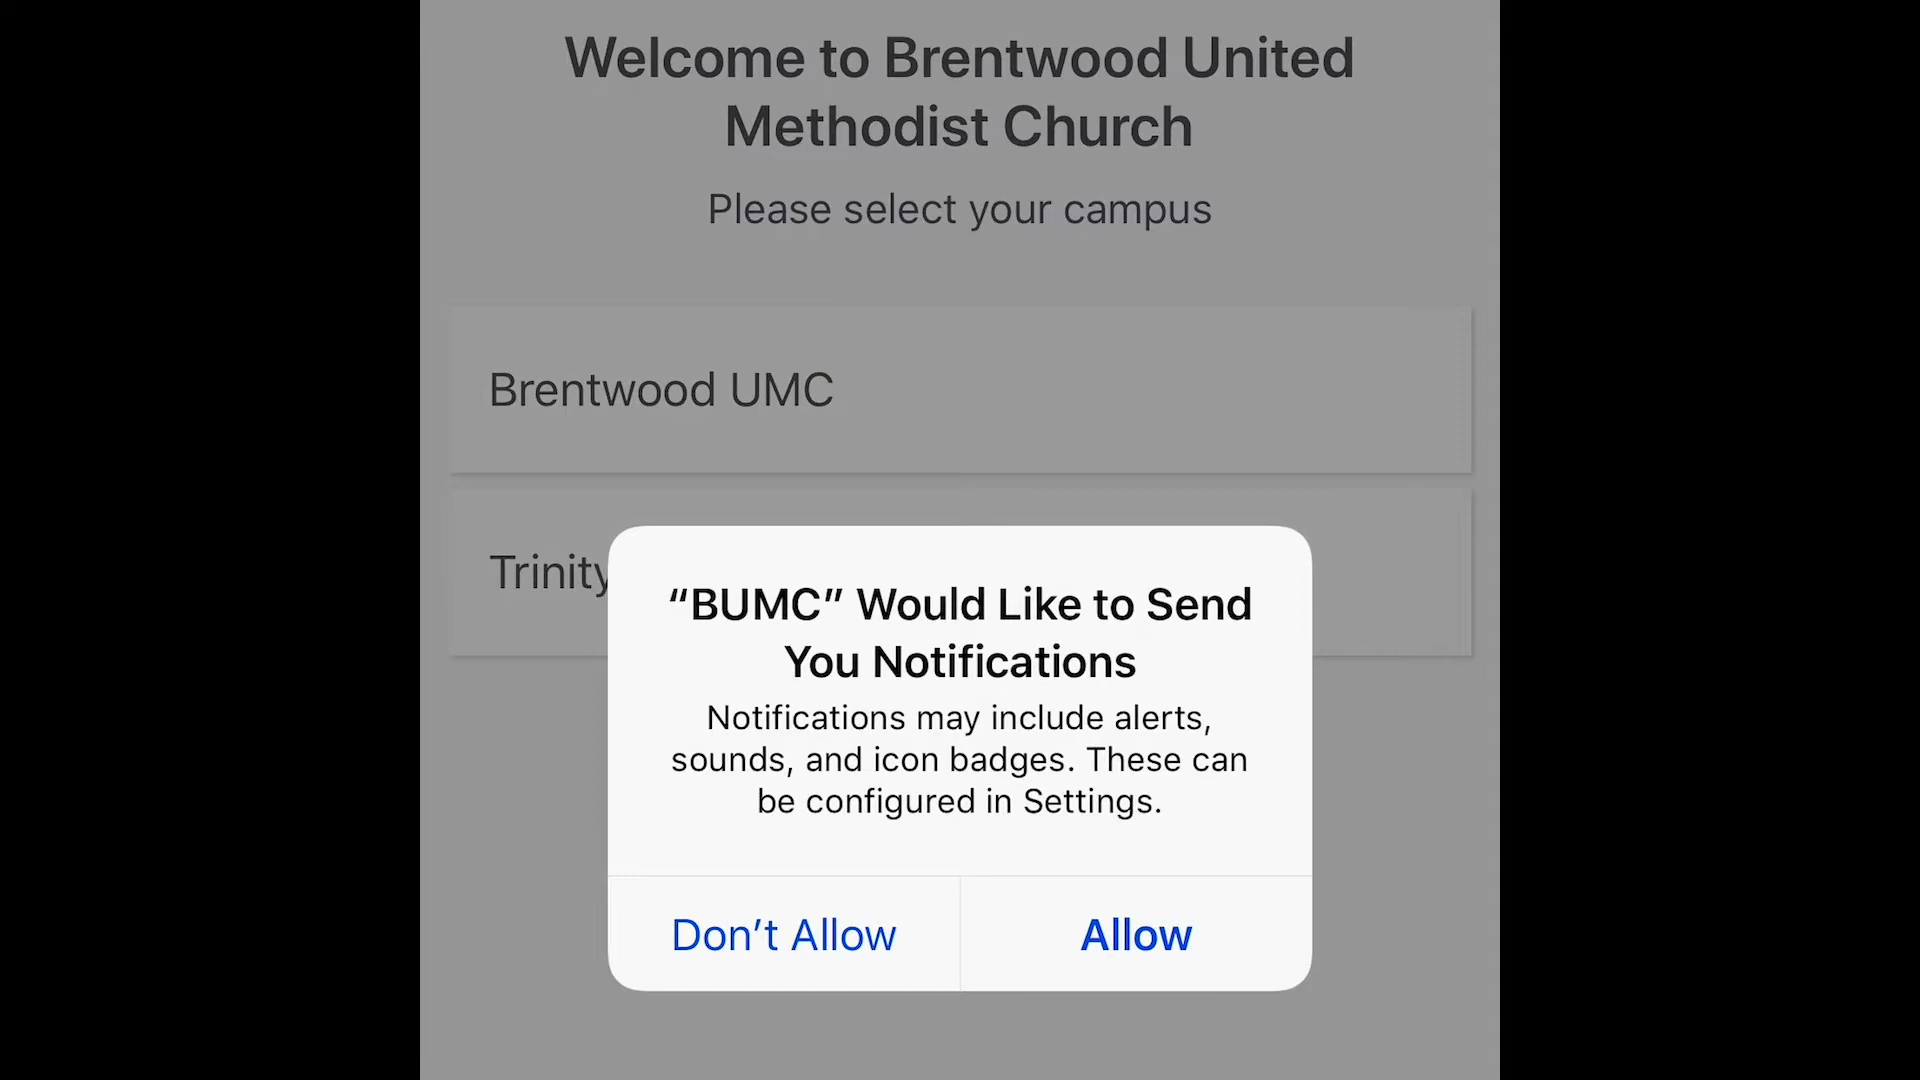 Welcome to Brentwood United
Methodist Church
Please select your campus
Brentwood UMC
Trinity
“BUMC” Would Like to Send
You Notifications
Notifications may include alerts,
sounds, and icon badges. These can
be configured in Settings.
Don’t Allow
Allow